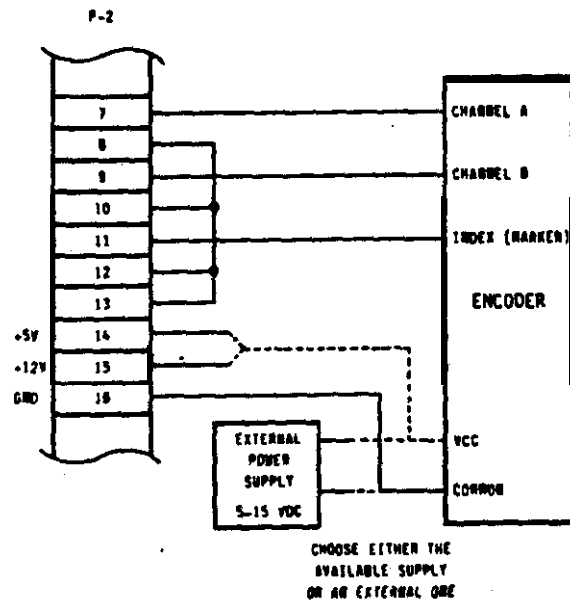 P-2
7
CHANNEL A
8
9
CHANNEL B
10
11
INDEX (MARKER)
12
13
ENCODER
+5V
14
+12V
15
GND
16
EXTERNAL
POWER
SUPPLY
5-15 VDC
VCC
COMMON
CHOOSE EITHER THE
AVAILABLE SUPPLY
OR AN EXTERNAL ONE